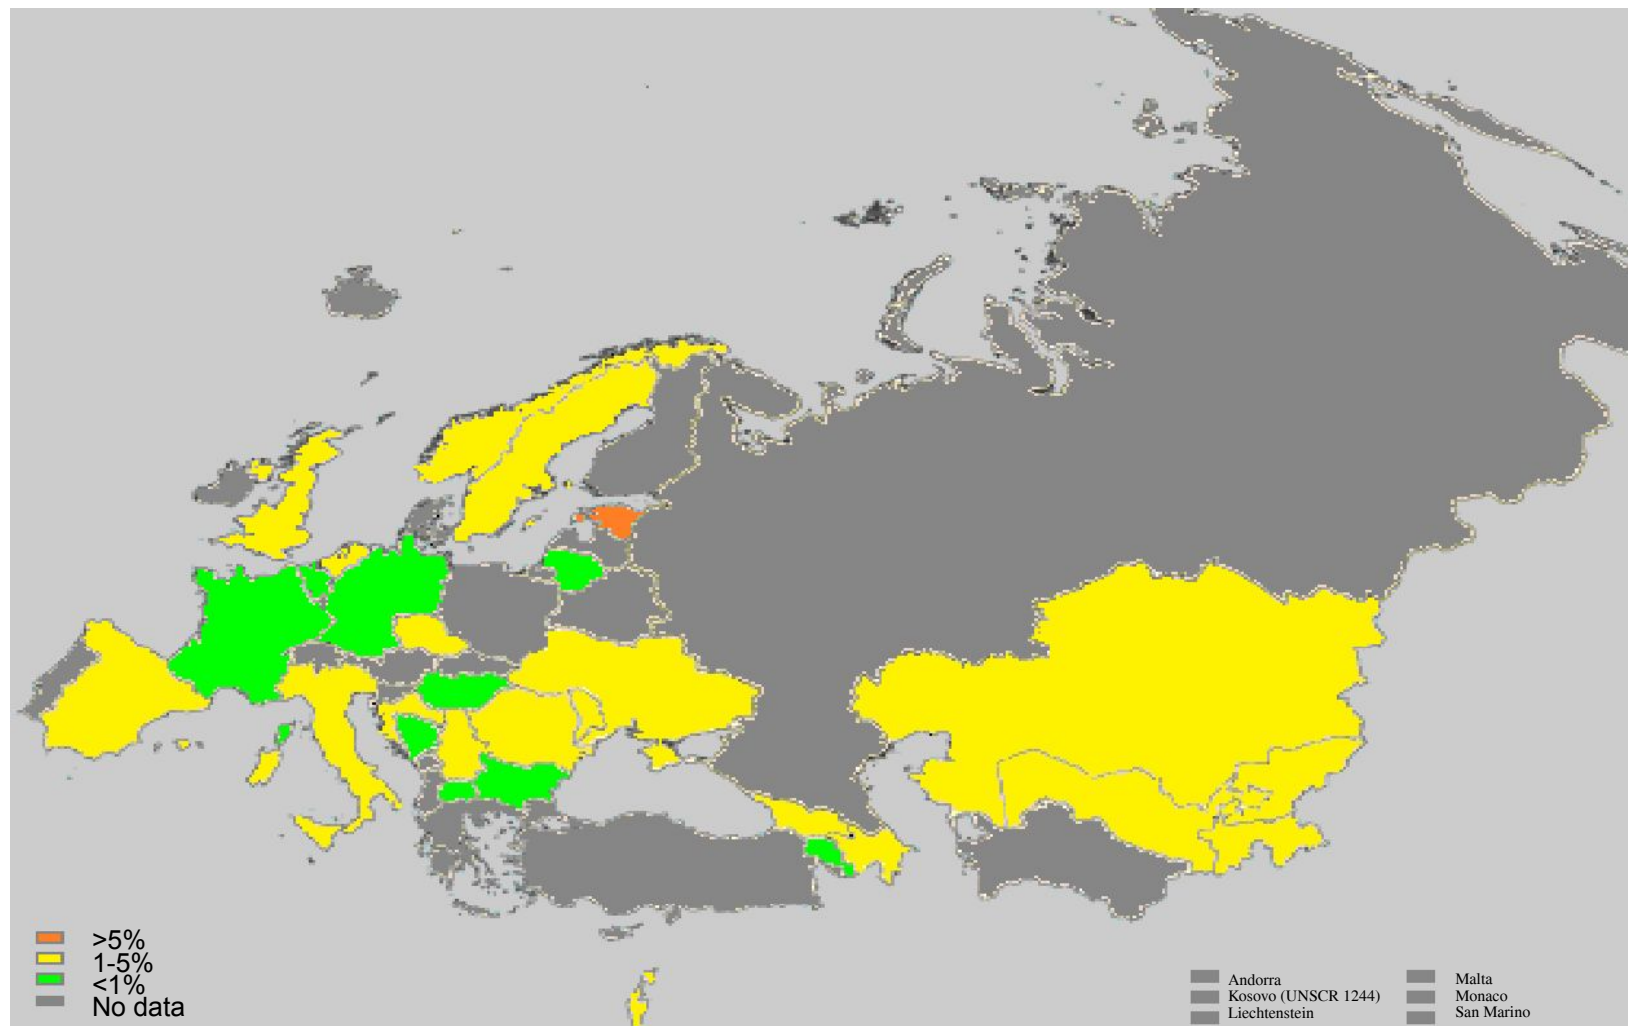 >5%
1-5%
<1%
No data
Andorra
Kosovo (UNSCR 1244)
Liechtenstein
Malta
Monaco
San Marino